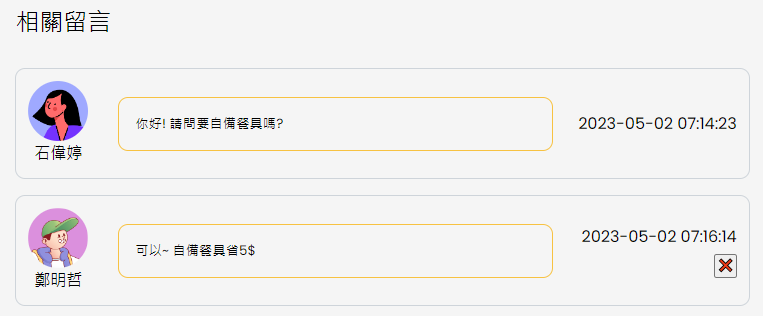 相關留言
你好! 請問要自備餐具嗎?
2023-05-02 07:14:23
石偉婷
2023-05-02 07:16:14
可以~ 自備餐具省5$
鄭明哲